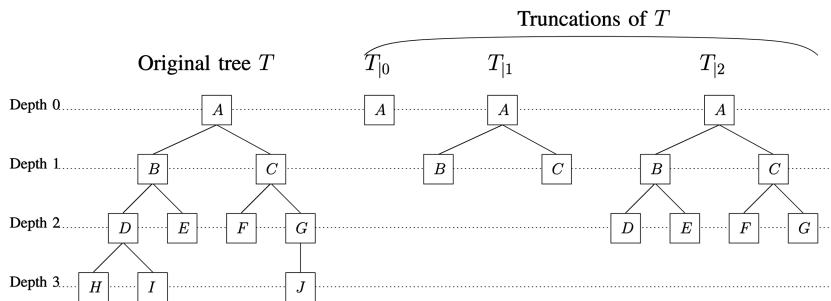 Truncations of T
Original tree T T|0 T|1 T|2
Depth 0 A A A A
Depth 1 B C B C B C
Depth 2 D E F G D E F G
Depth 3 H I J